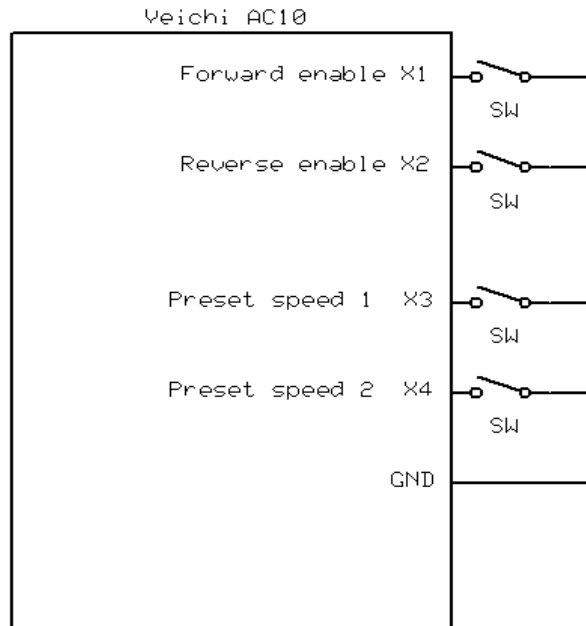 Veichi AC10
Forward enable X1
SW
Reverse enable X2
SW
Preset speed 1 X3
SW
Preset speed 2 X4
SW
GND